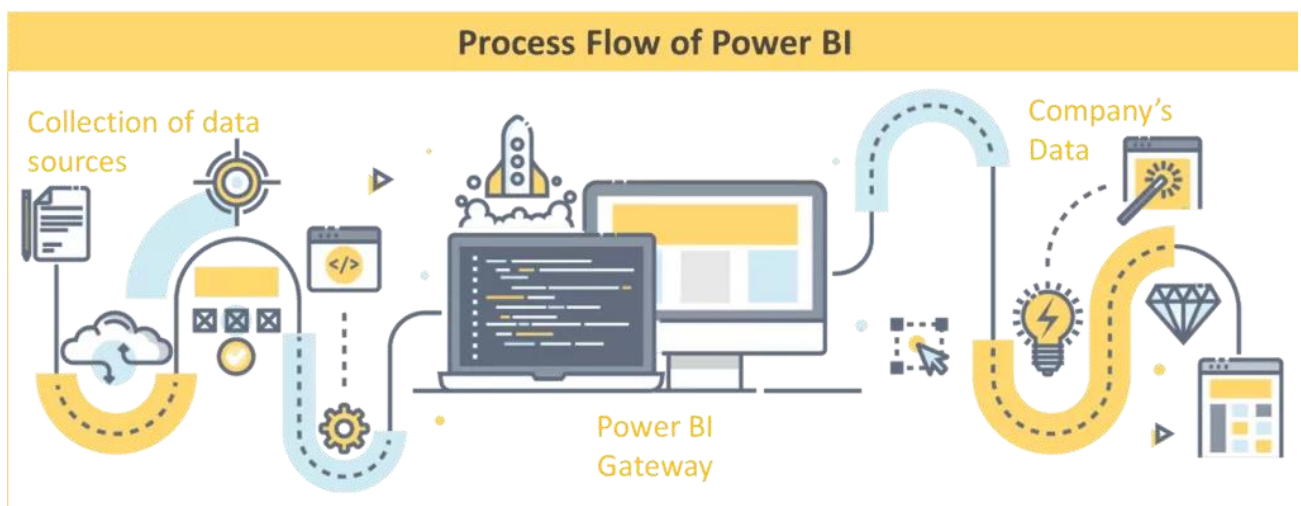 Process Flow of Power BI
Collection of data
sources
Company’s
Data
</>
Power BI
Gateway